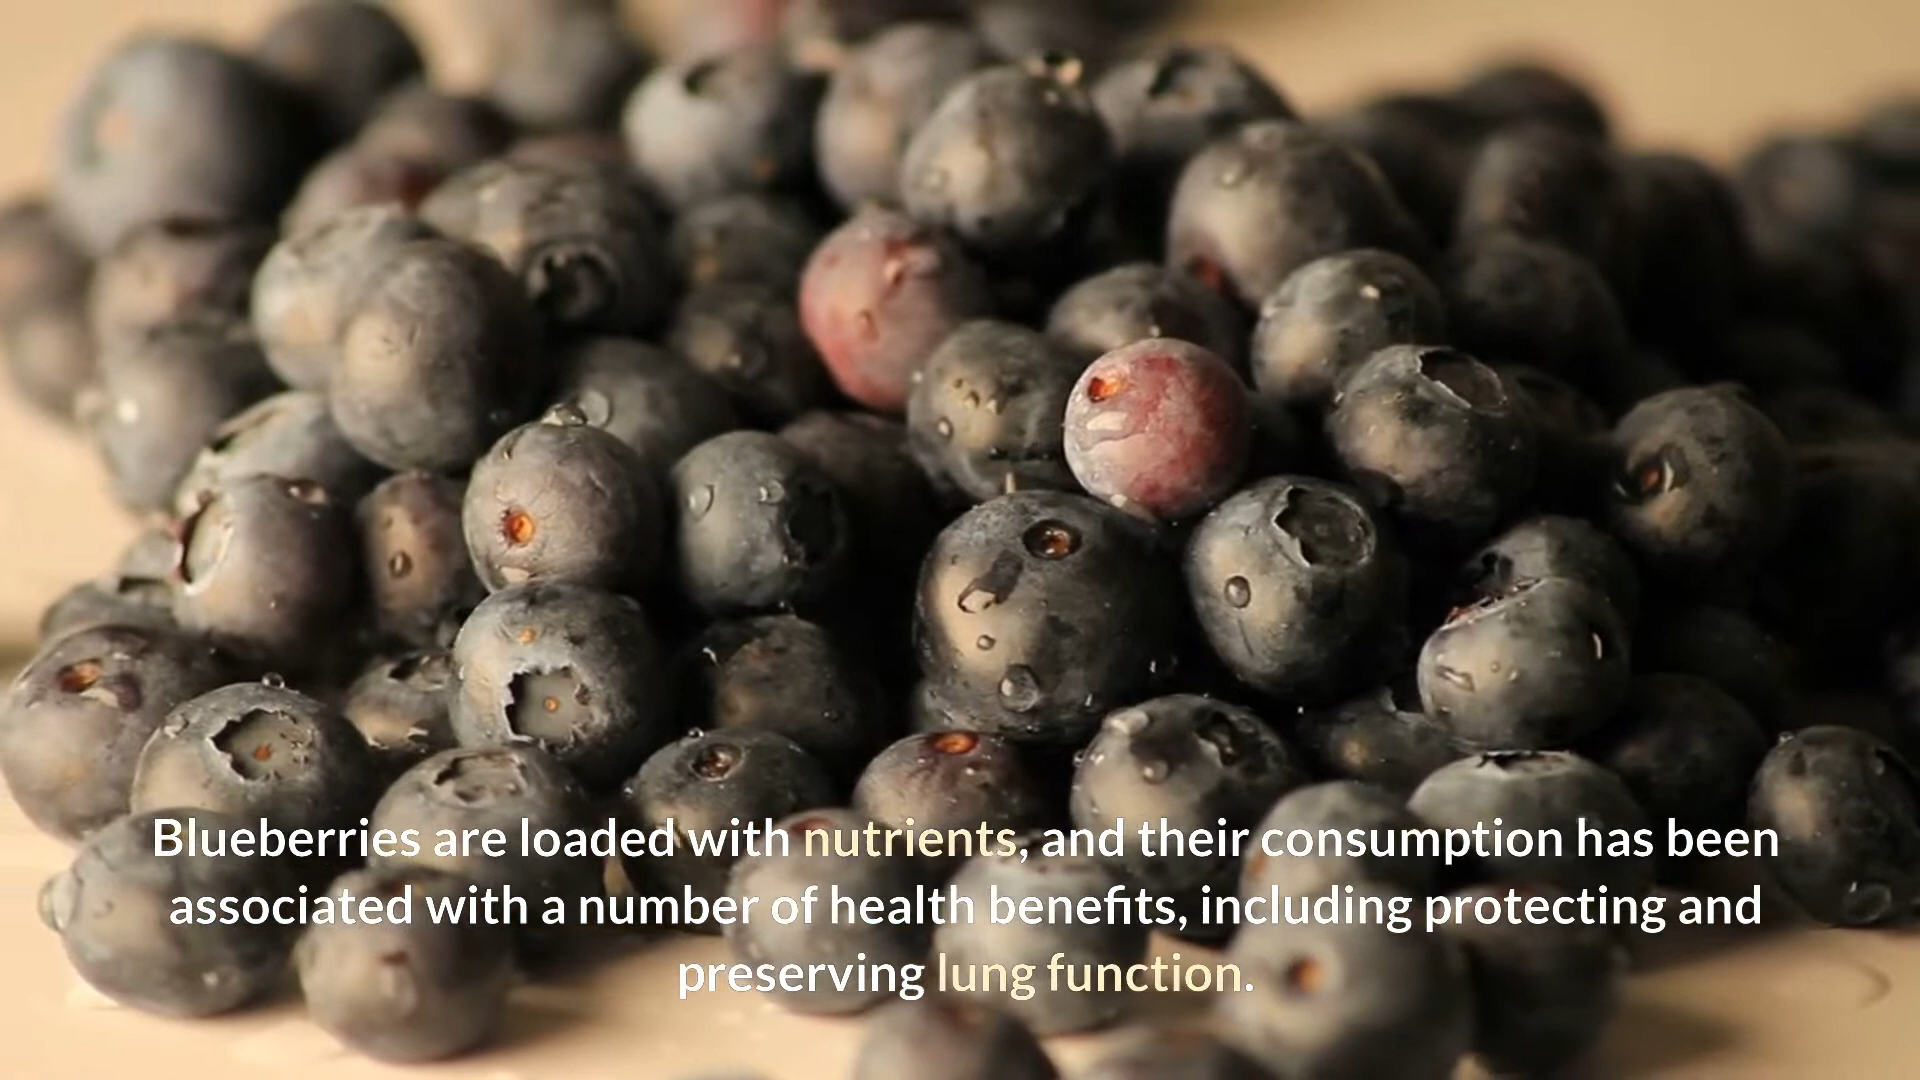 Blueberries are loaded with nutrients, and their consumption has been
associated with a number of health benefits, including protecting and
preserving lung function.